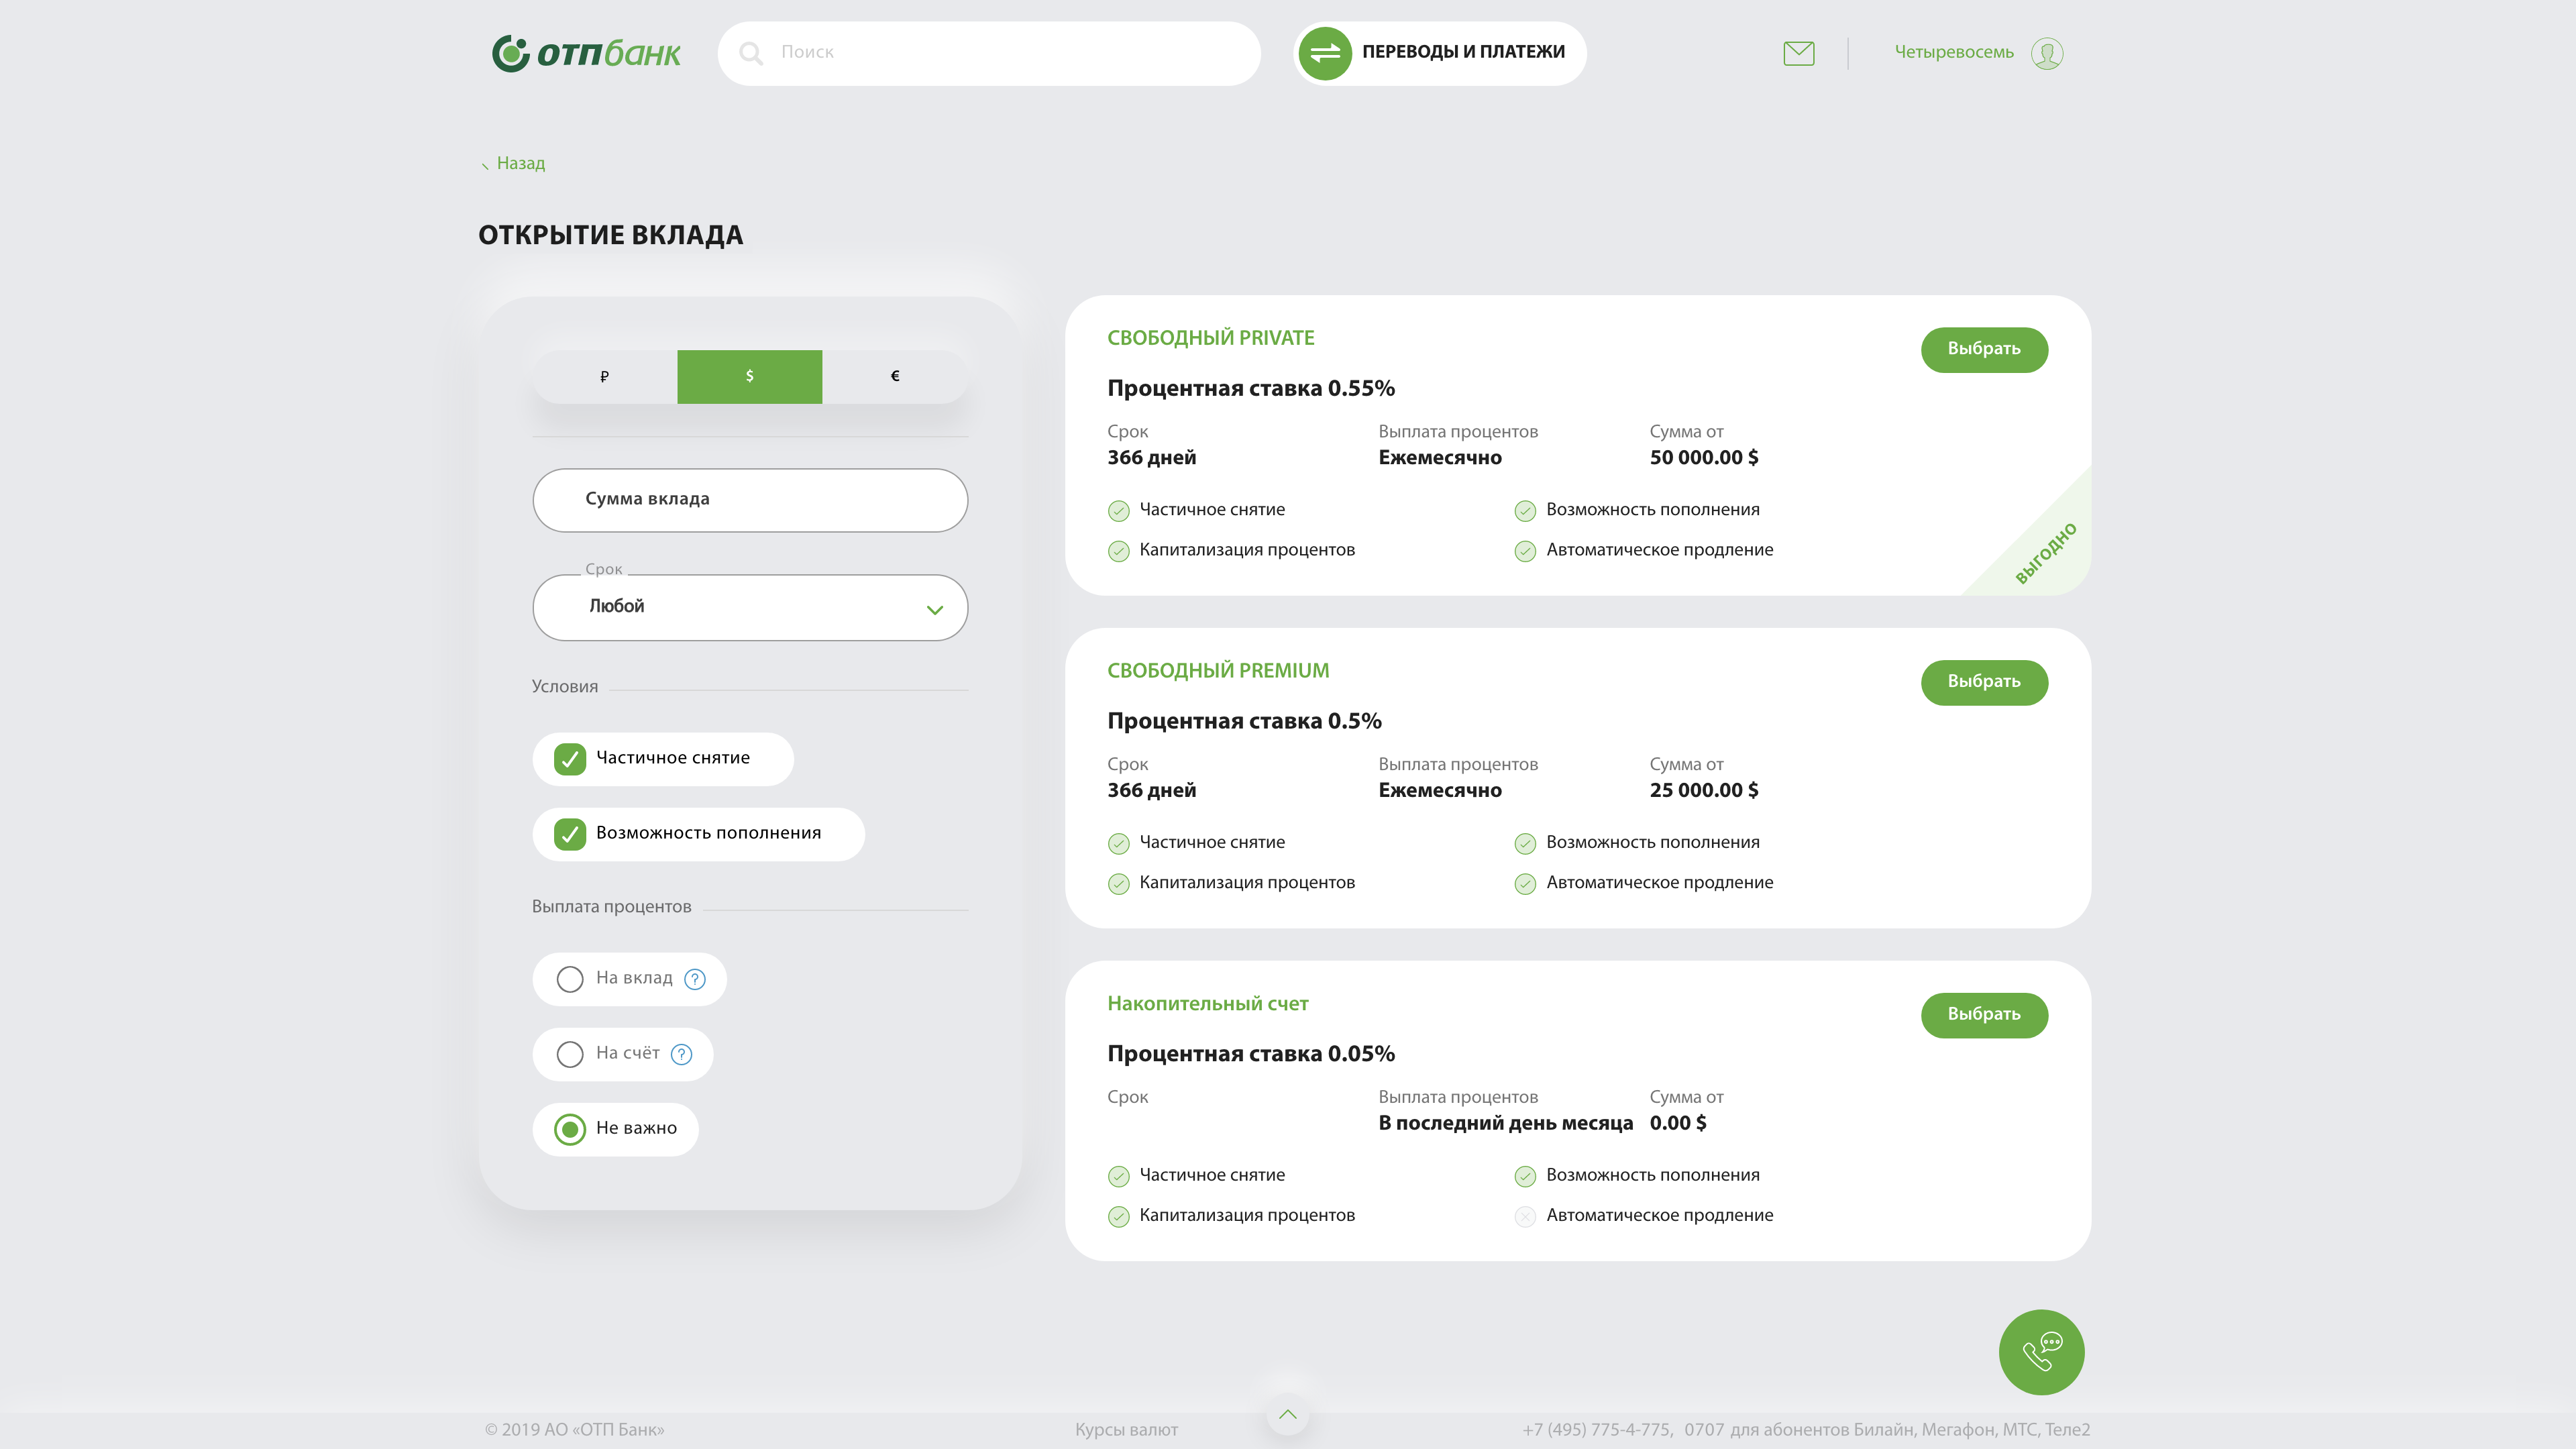 отпбанк
Поиск
ПЕРЕВОДЫ И ПЛАТЕЖИ
Четыревосемь
Назад
ОТКРЫТИЕ ВКЛАДА
₽ $ €
Сумма вклада
Срок
Любой
Условия
Частичное снятие
Возможность пополнения
Выплата процентов
На вклад ?
На счёт ?
Не важно
СВОБОДНЫЙ PRIVATE
Выбрать
Процентная ставка 0.55%
Срок Выплата процентов Сумма от
366 дней Ежемесячно 50 000.00 $
Частичное снятие Возможность пополнения
Капитализация процентов Автоматическое продление
ВЫГОДНО
СВОБОДНЫЙ PREMIUM
Выбрать
Процентная ставка 0.5%
Срок Выплата процентов Сумма от
366 дней Ежемесячно 25 000.00 $
Частичное снятие Возможность пополнения
Капитализация процентов Автоматическое продление
Накопительный счет
Выбрать
Процентная ставка 0.05%
Срок Выплата процентов Сумма от
В последний день месяца 0.00 $
Частичное снятие Возможность пополнения
Капитализация процентов Автоматическое продление
© 2019 АО «ОТП Банк» Курсы валют +7 (495) 775-4-775, 0707 для абонентов Билайн, Мегафон, МТС, Теле2